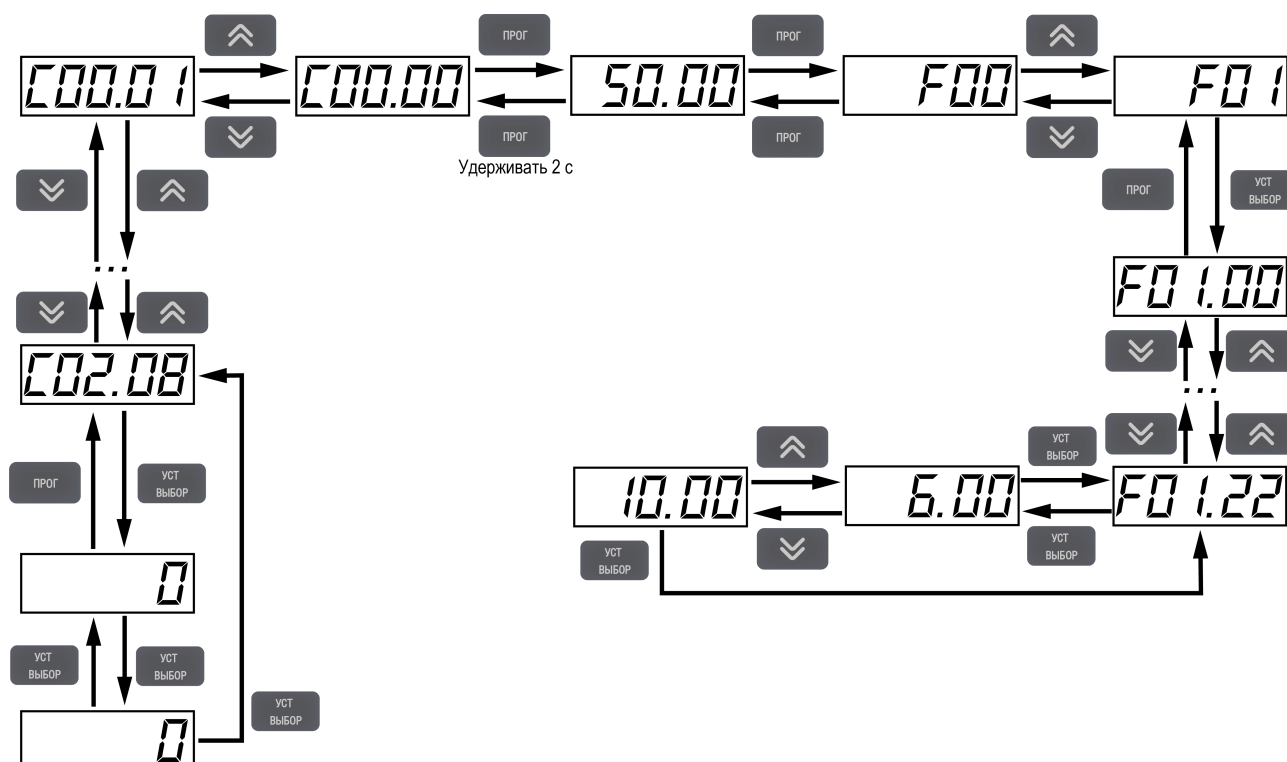 ПРОГ
ПРОГ
C00.01
C00.00
50.00
F00
F01
ПРОГ
Удерживать 2 с
ПРОГ
ПРОГ
УСТ
ВЫБОР
F01.00
C02.08
ПРОГ
УСТ
ВЫБОР
10.00
6.00
УСТ
ВЫБОР
F01.22
УСТ
ВЫБОР
УСТ
ВЫБОР
0
УСТ
ВЫБОР
УСТ
ВЫБОР
УСТ
ВЫБОР
0